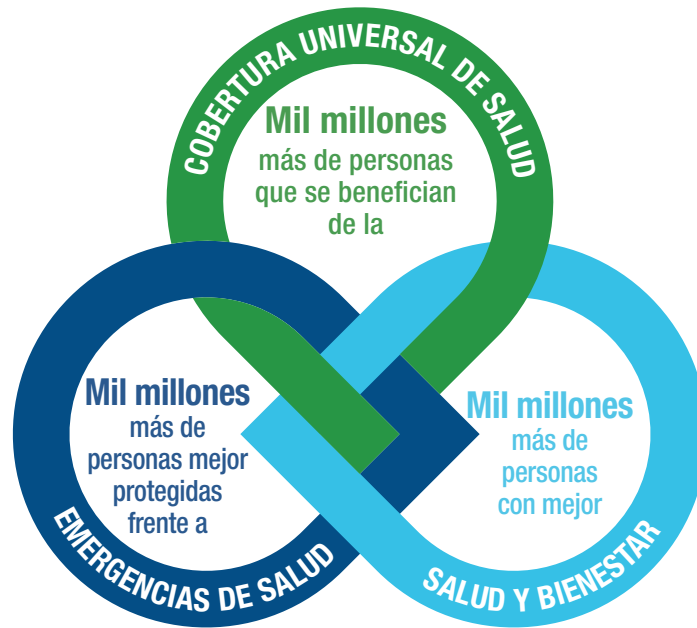 COBERTURA UNIVERSAL DE SALUD
Mil millones
más de personas
que se benefician
de la
Mil millones
más de
personas mejor
protegidas
frente a
EMERGENCIAS DE SALUD
Mil millones
más de
personas
con mejor
SALUD Y BIENESTAR